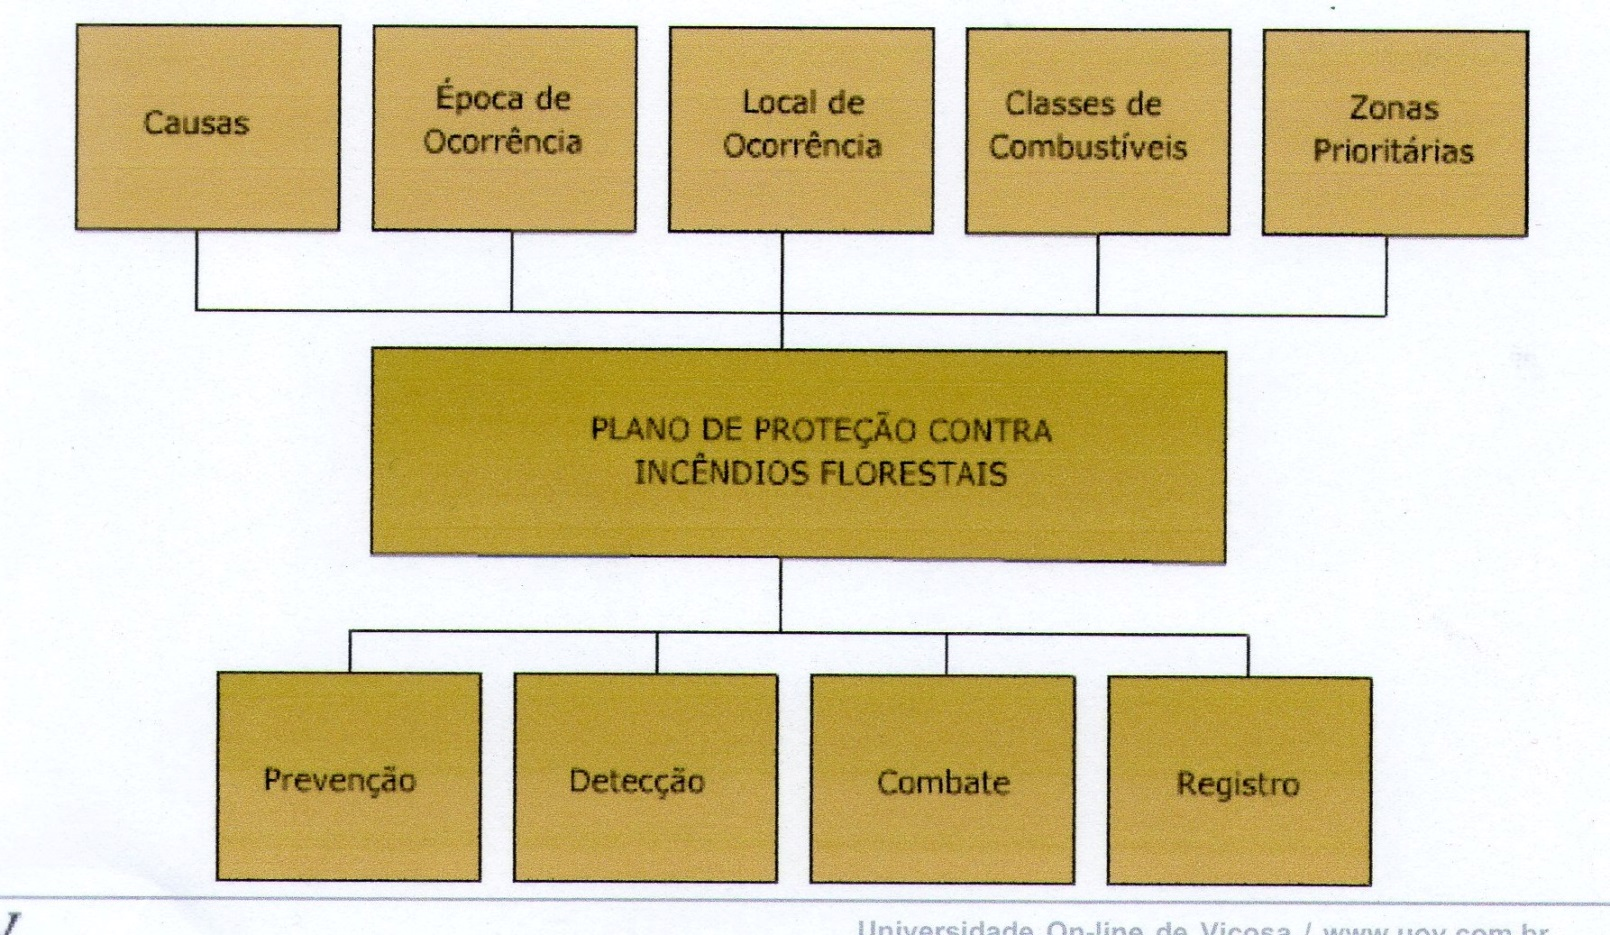 Causas
Época de
Ocorrência
Local de
Ocorrência
Classes de
Combustíveis
Zonas
Prioritárias
PLANO DE PROTEÇÃO CONTRA
INCÊNDIOS FLORESTAIS
Prevenção
Detecção
Combate
Registro
Universidade On-line de Viçosa / www.uov.com.br